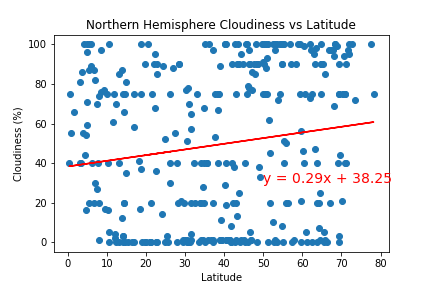 Northern Hemisphere Cloudiness vs Latitude
100
80
60
40
20
0
Cloudiness (%)
y = 0.29x + 38.25
0 10 20 30 40 50 60 70 80
Latitude